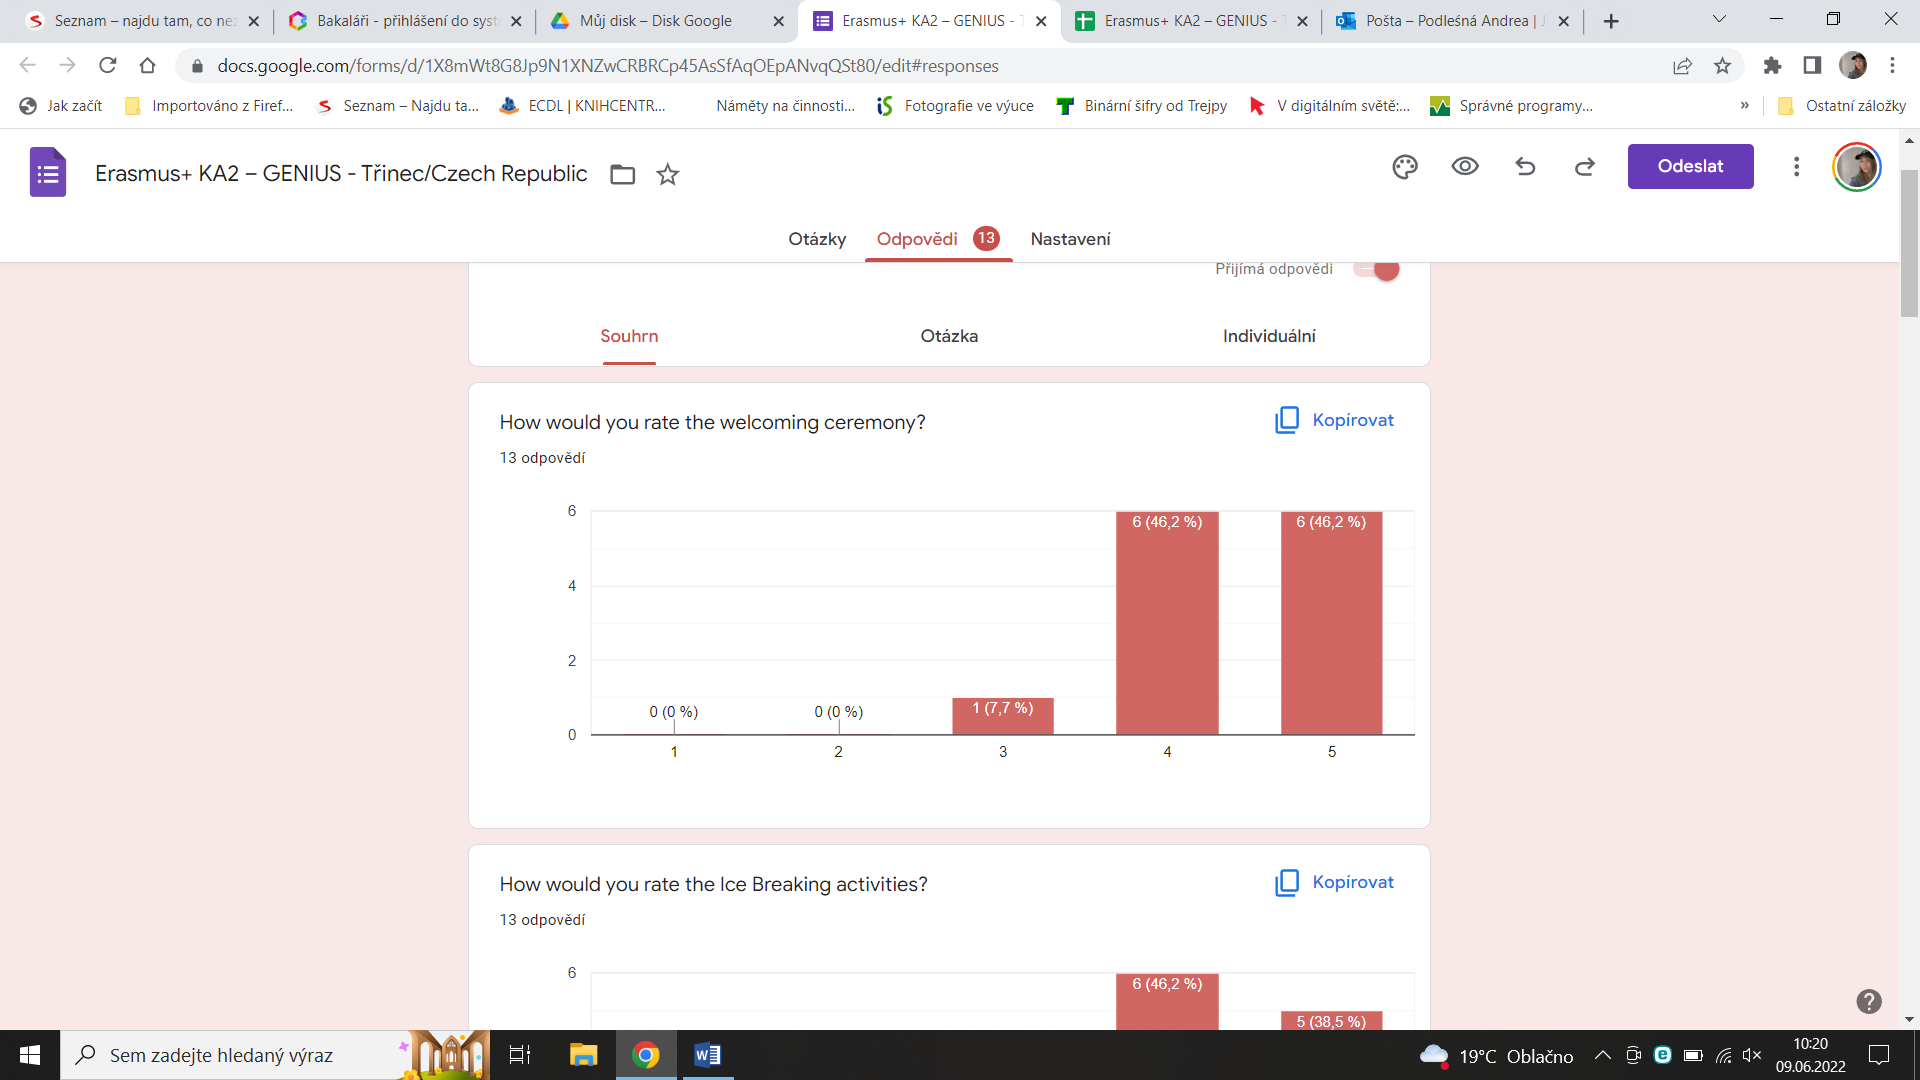 Seznam – najdu tam, co nez
Bakaláři - přihlášení do syst
Můj disk – Disk Google
Erasmus+ KA2 – GENIUS - T
Erasmus+ KA2 – GENIUS - T
Pošta – Podleśná Andrea | J
docs.google.com/forms/d/1X8mWt8G8Jp9N1XNZwCRBRCp45AsSfAqOEpANvqQSt80/edit#responses
Jak začít
Importováno z Firef...
Seznam – Najdu ta...
ECDL | KNIHCENTR...
Náměty na činnosti...
Fotografie ve výuce
Binární šifry od Trejpy
V digitálním světě:...
Správné programy...
»
Ostatní záložky
Erasmus+ KA2 – GENIUS - Třinec/Czech Republic
Odeslat
Otázky
Odpovědi 13
Nastavení
Přijímá odpovědi
Souhrn
Otázka
Individuální
How would you rate the welcoming ceremony?
Kopírovat
13 odpovědí
6
4
2
0
0 (0 %)
0 (0 %)
1 (7,7 %)
6 (46,2 %)
6 (46,2 %)
1
2
3
4
5
How would you rate the Ice Breaking activities?
Kopírovat
13 odpovědí
6
6 (46,2 %)
5 (38,5 %)
Sem zadejte hledaný výraz
19°C Oblačno
10:20
09.06.2022